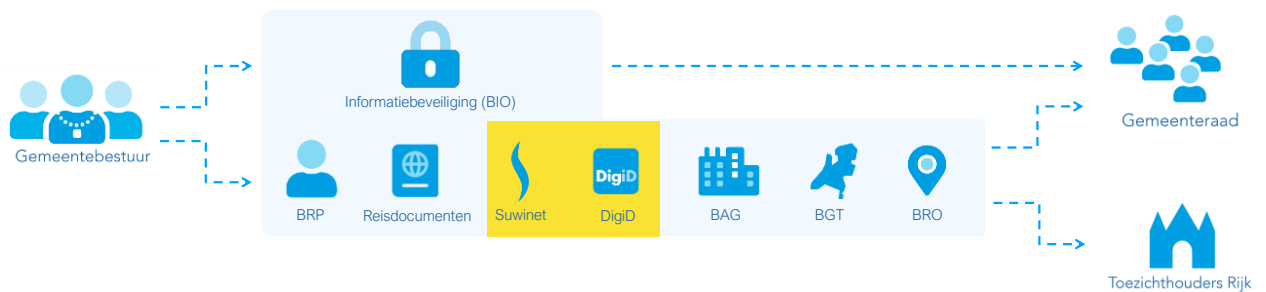 Informatiebeveiliging (BIO)
Gemeentebestuur
Gemeenteraad
DigiD
BRP
Reisdocumenten
Suwinet
DigiD
BAG
BGT
BRO
Toezichthouders Rijk